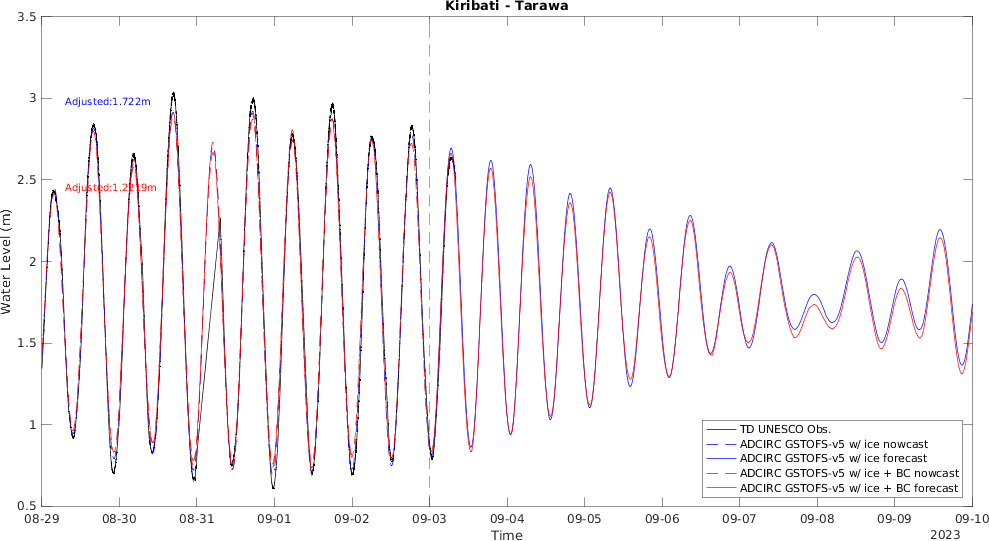 Kiribati - Tarawa
3.5
3
2.5
2
1.5
1
0.5
Water Level (m)
Adjusted:1.722m
Adjusted:1.2219m
TD UNESCO Obs.
ADCIRC GSTOFS-v5 w/ ice nowcast
ADCIRC GSTOFS-v5 w/ ice forecast
ADCIRC GSTOFS-v5 w/ ice + BC nowcast
ADCIRC GSTOFS-v5 w/ ice + BC forecast
08-29 08-30 08-31 09-01 09-02 09-03 09-04 09-05 09-06 09-07 09-08 09-09 09-10
Time
2023